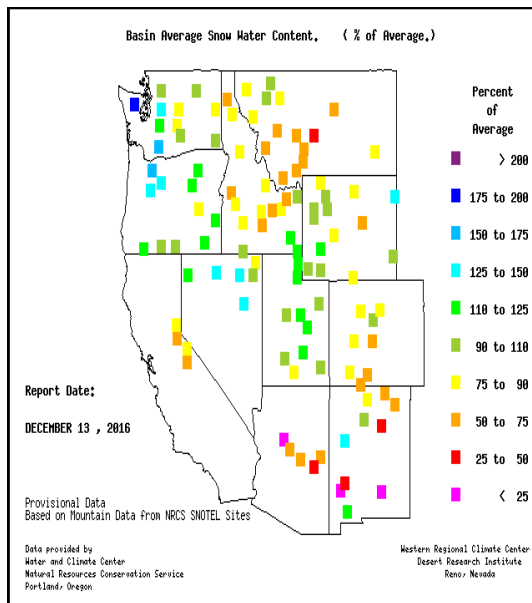 Basin Average Snow Water Content. ( % of Average.)
Percent
of
Average
> 200
175 to 200
150 to 175
125 to 150
110 to 125
90 to 110
75 to 90
50 to 75
25 to 50
< 25
Report Date:
DECEMBER 13 , 2016
Provisional Data
Based on Mountain Data from NRCS SNOTEL Sites
Data provided by
Water and Climate Center
Natural Resources Conservation Service
Portland, Oregon
Western Regional Climate Center
Desert Research Institute
Reno, Nevada